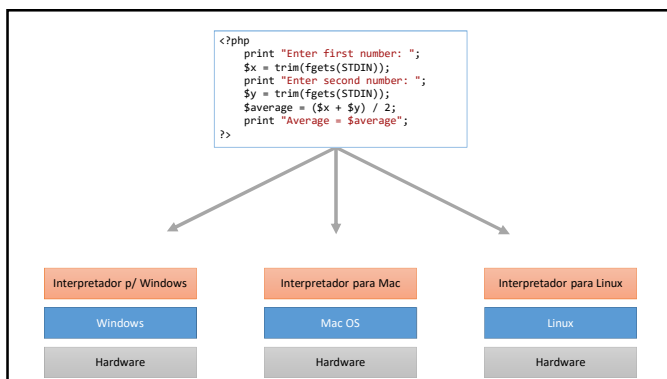 <?php
    print "Enter first number: ";
    $x = trim(fgets(STDIN));
    print "Enter second number: ";
    $y = trim(fgets(STDIN));
    $average = ($x + $y) / 2;
    print "Average = $average";
?>
Interpretador p/ Windows
Interpretador para Mac
Interpretador para Linux
Windows
Mac OS
Linux
Hardware
Hardware
Hardware